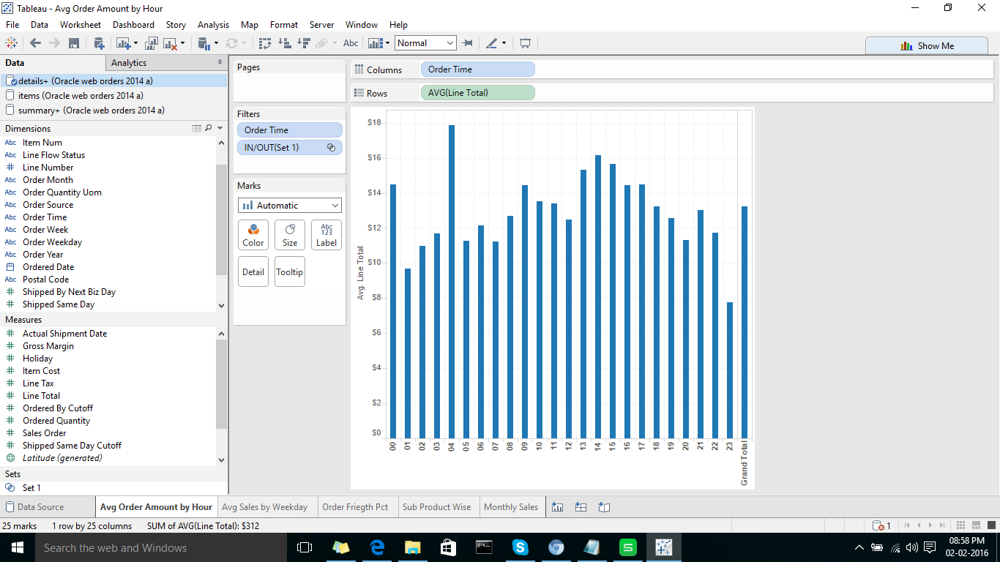 Tableau - Avg Order Amount by Hour
File Data Worksheet Dashboard Story Analysis Map Format Server Window Help
Abc Normal Show Me
Data Analytics
details+ (Oracle web orders 2014 a)
items (Oracle web orders 2014 a)
summary+ (Oracle web orders 2014 a)
Dimensions
Abc Item Num
Abc Line Flow Status
# Line Number
Abc Order Month
Abc Order Quantity Uom
Abc Order Source
Abc Order Time
Abc Order Week
Abc Order Weekday
Abc Order Year
Ordered Date
Abc Postal Code
# Shipped By Next Biz Day
# Shipped Same Day
Measures
# Actual Shipment Date
# Gross Margin
# Holiday
# Item Cost
# Line Tax
# Line Total
# Ordered By Cutoff
# Ordered Quantity
# Sales Order
# Shipped Same Day Cutoff
Latitude (generated)
Sets
Set 1
Pages
Filters
Order Time
IN/OUT(Set 1)
Marks
Automatic
Color Size Abc 123 Label
Detail Tooltip
Columns Order Time
Rows AVG(Line Total)
Avg. Line Total
$18
$16
$14
$12
$10
$8
$6
$4
$2
$0
00 01 02 03 04 05 06 07 08 09 10 11 12 13 14 15 16 17 18 19 20 21 22 23 Grand Total
Data Source Avg Order Amount by Hour Avg Sales by Weekday Order Friegth Pct Sub Product Wise Monthly Sales
25 marks 1 row by 25 columns SUM of AVG(Line Total): $312 1
Search the web and Windows
08:58 PM
02-02-2016